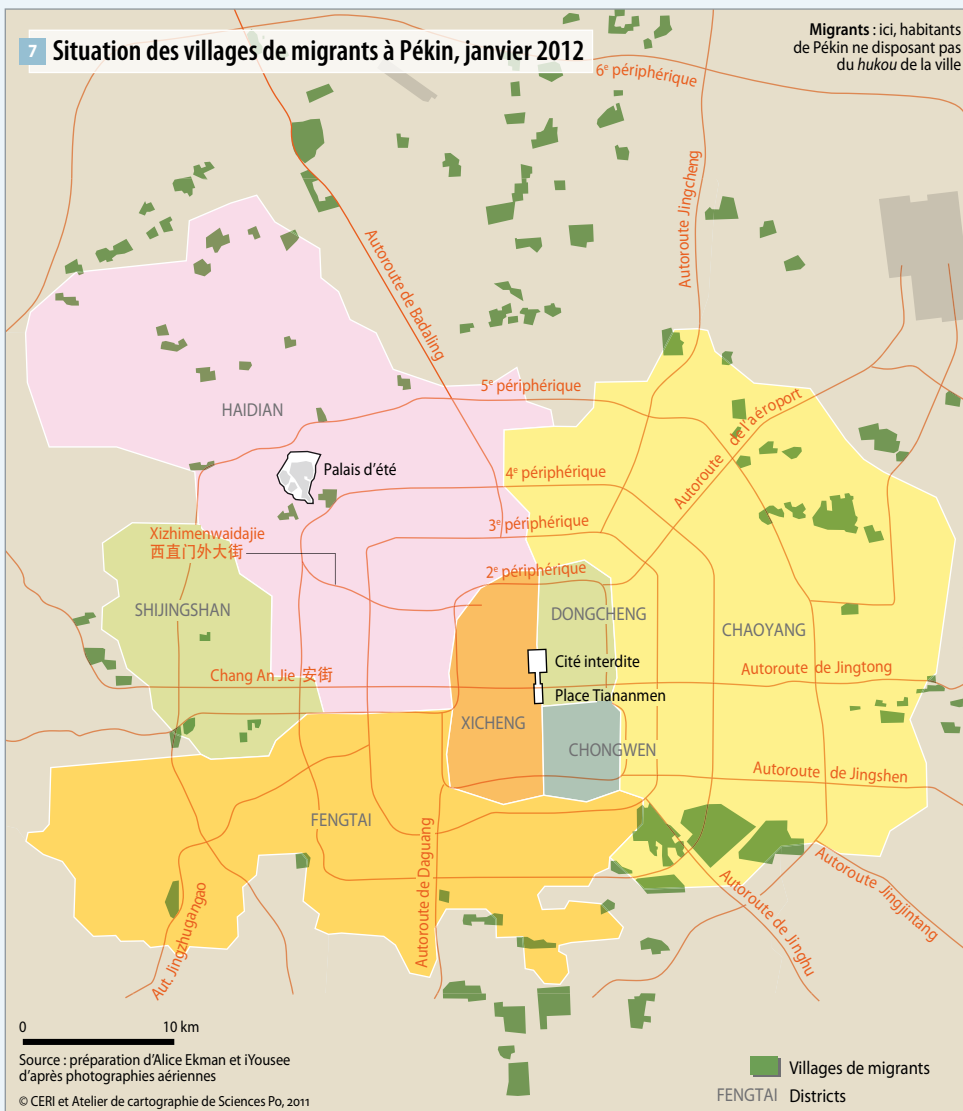 7 Situation des villages de migrants à Pékin, janvier 2012
Migrants : ici, habitants
de Pékin ne disposant pas
du hukou de la ville
6e périphérique
Autoroute Jingcheng
Autoroute de Badaling
5e périphérique
HAIDIAN
Autoroute de l'aéroport
Palais d'été
4e périphérique
3e périphérique
Xizhimenwaidajie
西直门外大街
2e périphérique
SHIJINGSHAN
DONGCHENG
CHAOYANG
Cité interdite
Chang An Jie 安街
Autoroute de Jingtong
Place Tiananmen
XICHENG
CHONGWEN
Autoroute de Jingshen
FENGTAI
Autoroute de Daguang
Autoroute Jingjintang
Autoroute de Jinghu
Aut. Jingzhugangao
0 10 km
Source : préparation d'Alice Ekman et iYousee
d'après photographies aériennes
© CERI et Atelier de cartographie de Sciences Po, 2011
Villages de migrants
FENGTAI Districts